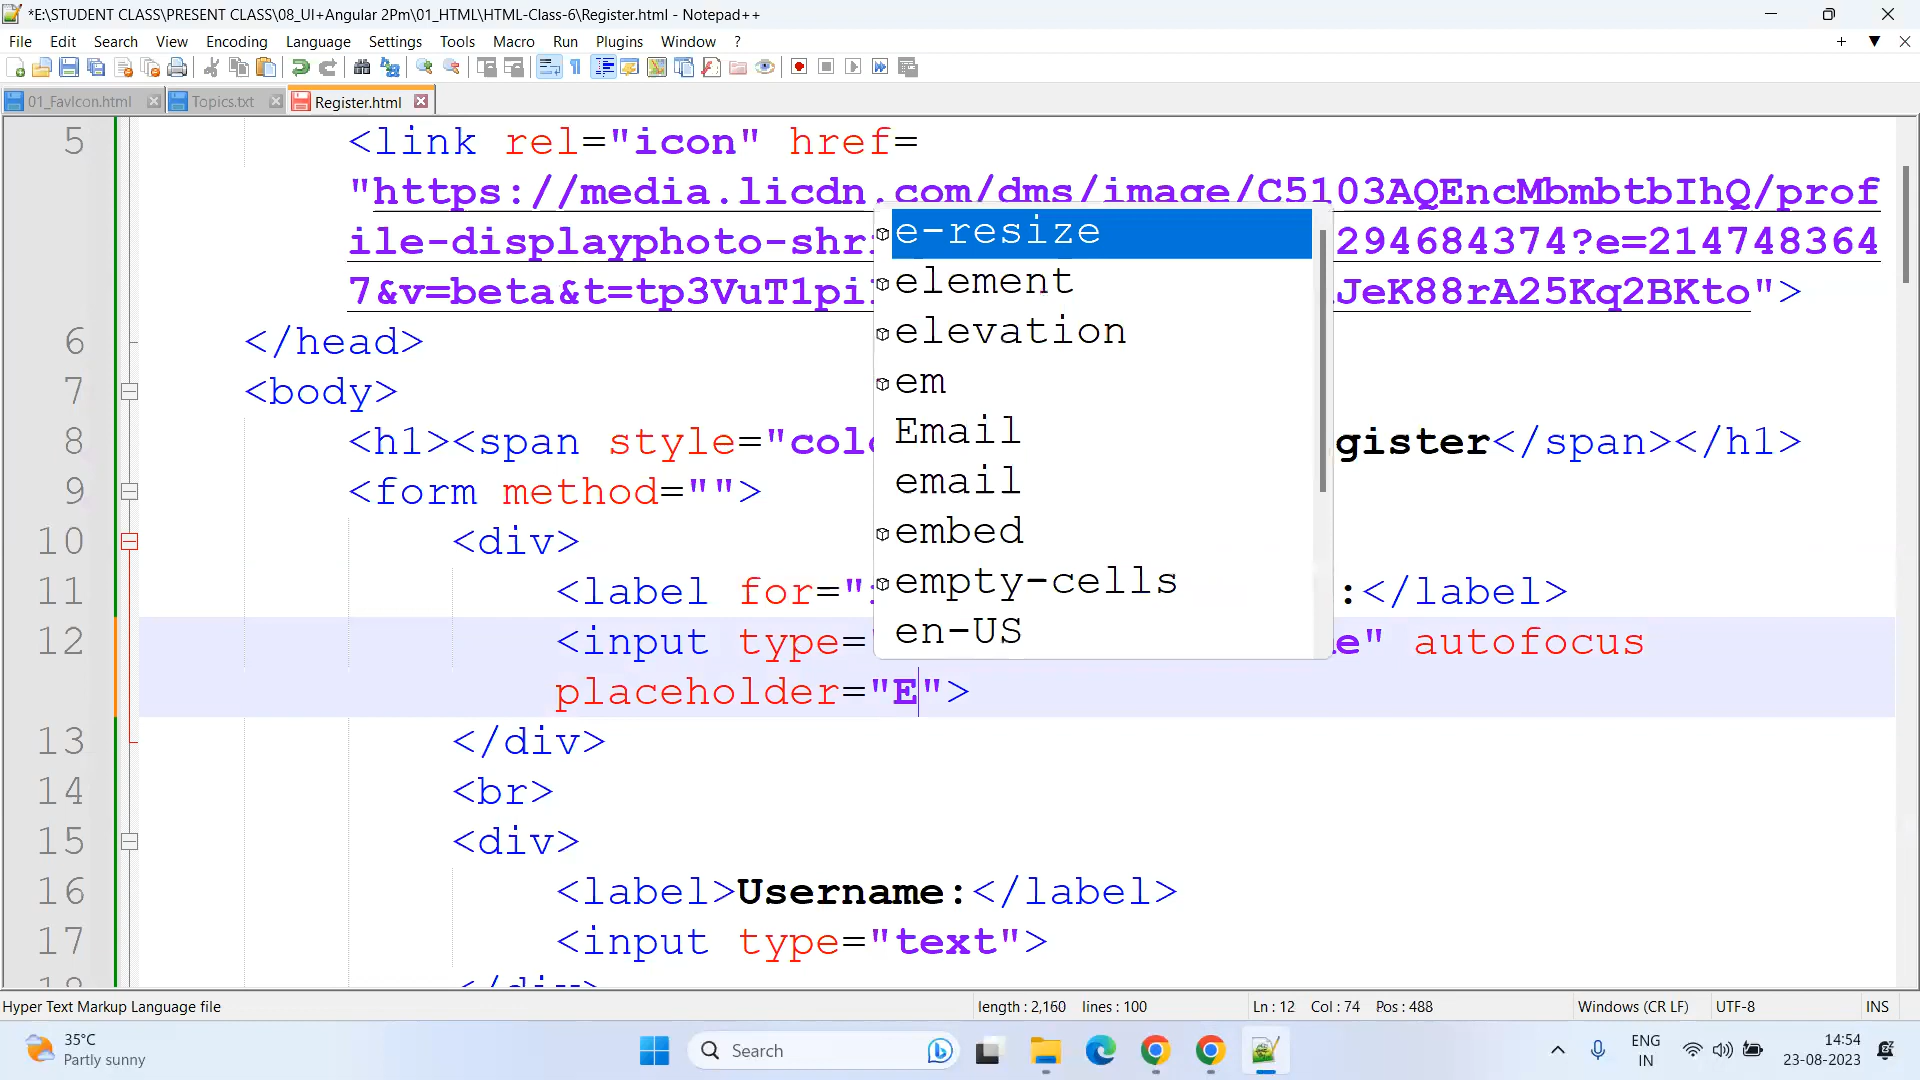 *E:\STUDENT CLASS\PRESENT CLASS\08_UI+Angular 2Pm\01_HTML\HTML-Class-6\Register.html - Notepad++
File Edit Search View Encoding Language Settings Tools Macro Run Plugins Window ?
01_FavIcon.html Topics.txt Register.html
5 <link rel="icon" href=
"https://media.licdn.com/dms/image/C5103AQEncMbmbtbIhQ/prof
ile-displayphoto-shr 294684374?e=214748364
7&v=beta&t=tp3VuT1pi JeK88rA25Kq2BKto">
6 </head>
7 <body>
8 <h1><span style="col gister</span></h1>
9 <form method="">
10 <div>
11 <label for=" :</label>
12 <input type= e" autofocus
placeholder="E">
13 </div>
14 <br>
15 <div>
16 <label>Username:</label>
17 <input type="text">
18 </div>
e-resize
element
elevation
em
Email
email
embed
empty-cells
en-US
Hyper Text Markup Language file length : 2,160 lines : 100 Ln : 12 Col : 74 Pos : 488 Windows (CR LF) UTF-8 INS
35°C
Partly sunny
Search
ENG
IN
14:54
23-08-2023